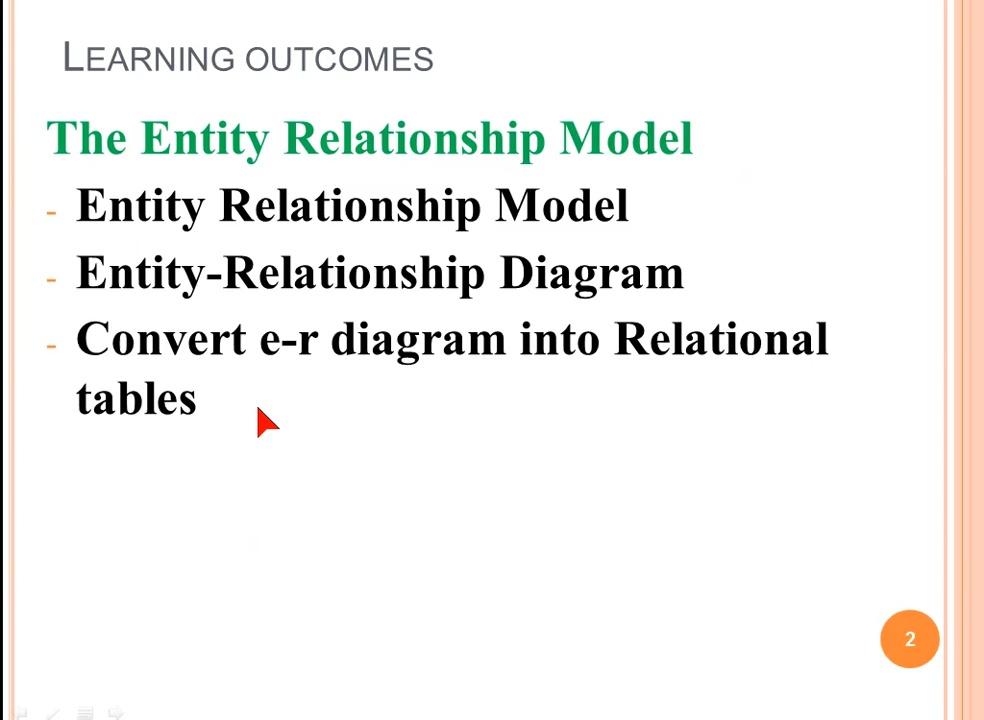 LEARNING OUTCOMES
The Entity Relationship Model
- Entity Relationship Model
- Entity-Relationship Diagram
- Convert e-r diagram into Relational
tables
2